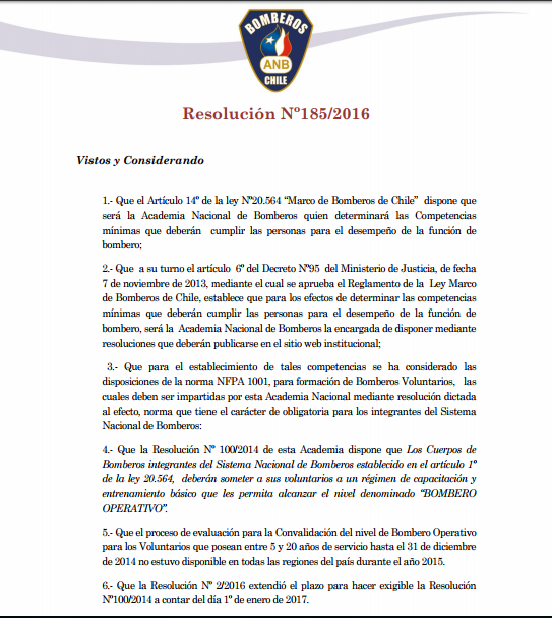 BOMBEROS
ANB
CHILE
Resolución Nº185/2016
Vistos y Considerando
1.- Que el Artículo 14º de la ley Nº20.564 “Marco de Bomberos de Chile” dispone que
será la Academia Nacional de Bomberos quien determinará las Competencias
mínimas que deberán cumplir las personas para el desempeño de la función de
bombero;
2.- Que a su turno el artículo 6º del Decreto Nº95 del Ministerio de Justicia, de fecha
7 de noviembre de 2013, mediante el cual se aprueba el Reglamento de la Ley Marco
de Bomberos de Chile, establece que para los efectos de determinar las competencias
mínimas que deberán cumplir las personas para el desempeño de la función de
bombero, será la Academia Nacional de Bomberos la encargada de disponer mediante
resoluciones que deberán publicarse en el sitio web institucional;
3.- Que para el establecimiento de tales competencias se ha considerado las
disposiciones de la norma NFPA 1001, para formación de Bomberos Voluntarios, las
cuales deben ser impartidas por esta Academia Nacional mediante resolución dictada
al efecto, norma que tiene el carácter de obligatoria para los integrantes del Sistema
Nacional de Bomberos:
4.- Que la Resolución Nº 100/2014 de esta Academia dispone que Los Cuerpos de
Bomberos integrantes del Sistema Nacional de Bomberos establecido en el artículo 1º
de la ley 20.564, deberán someter a sus voluntarios a un régimen de capacitación y
entrenamiento básico que les permita alcanzar el nivel denominado “BOMBERO
OPERATIVO”.
5.- Que el proceso de evaluación para la Convalidación del nivel de Bombero Operativo
para los Voluntarios que posean entre 5 y 20 años de servicio hasta el 31 de diciembre
de 2014 no estuvo disponible en todas las regiones del país durante el año 2015.
6.- Que la Resolución Nº 2/2016 extendió el plazo para hacer exigible la Resolución
Nº100/2014 a contar del día 1º de enero de 2017.